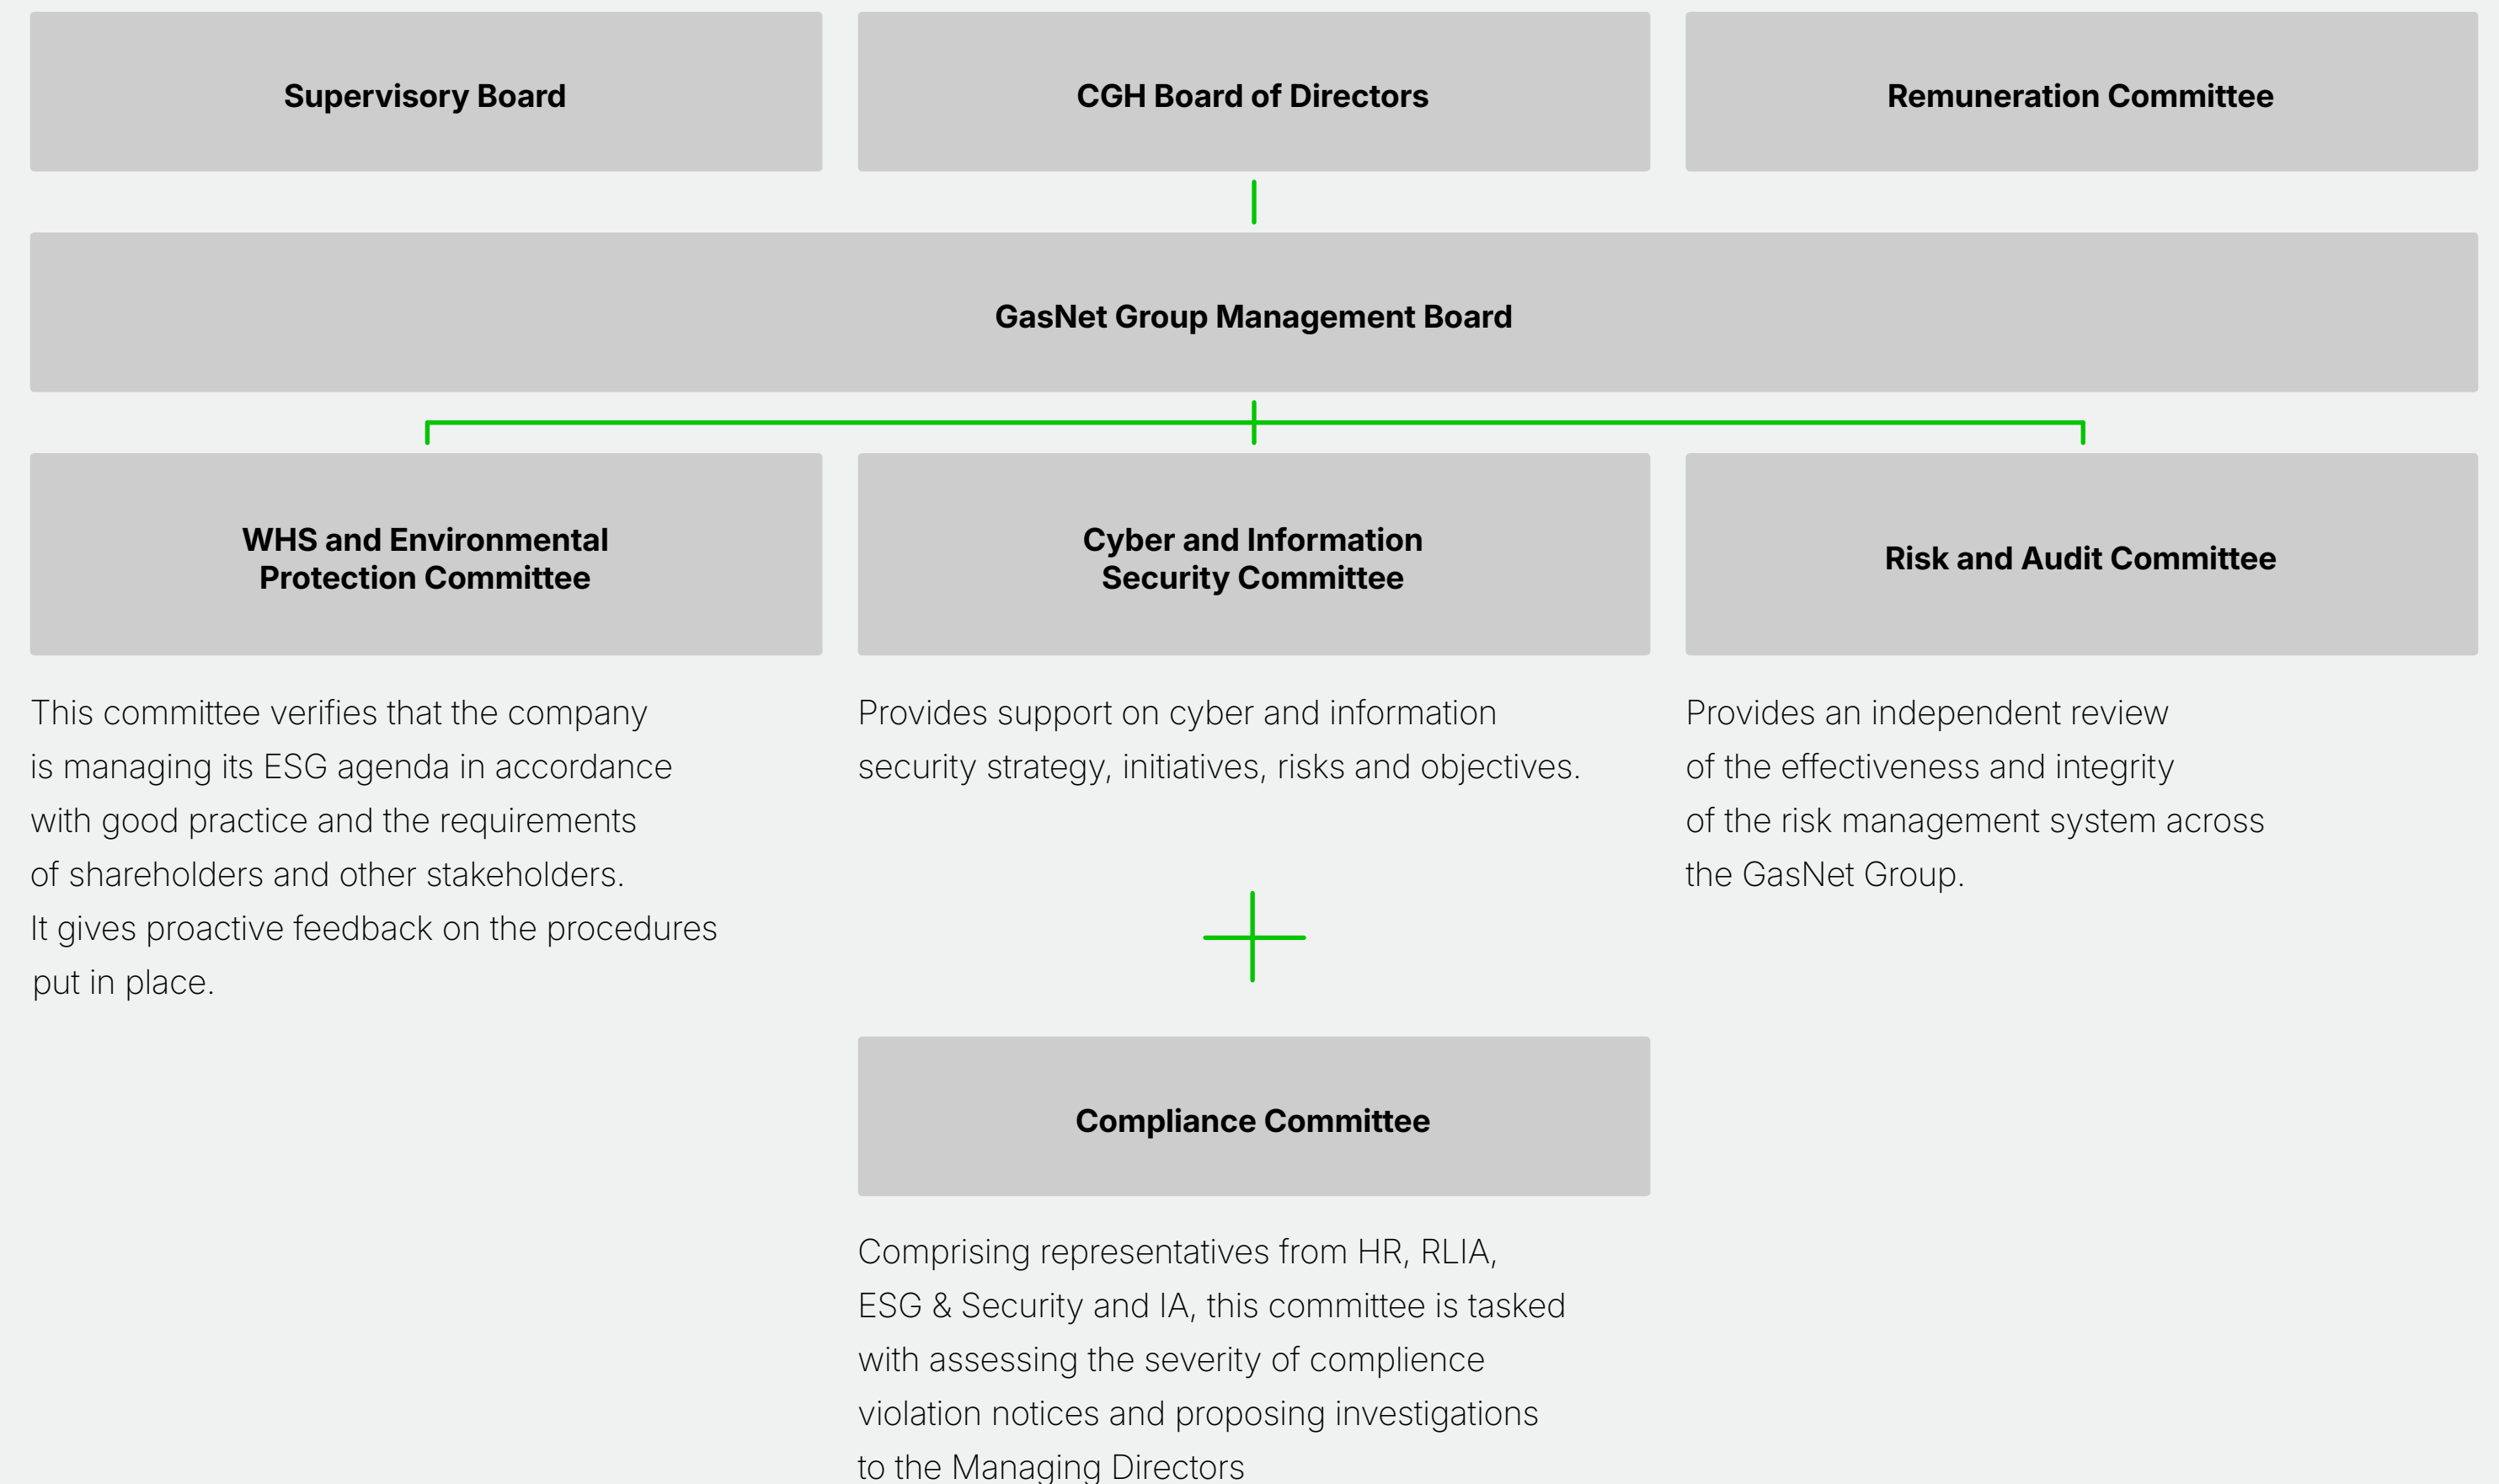 Supervisory Board
CGH Board of Directors
Remuneration Committee
GasNet Group Management Board
WHS and Environmental
Protection Committee
This committee verifies that the company
is managing its ESG agenda in accordance
with good practice and the requirements
of shareholders and other stakeholders.
It gives proactive feedback on the procedures
put in place.
Cyber and Information
Security Committee
Provides support on cyber and information
security strategy, initiatives, risks and objectives.
Risk and Audit Committee
Provides an independent review
of the effectiveness and integrity
of the risk management system across
the GasNet Group.
Compliance Committee
Comprising representatives from HR, RLIA,
ESG & Security and IA, this committee is tasked
with assessing the severity of complience
violation notices and proposing investigations
to the Managing Directors